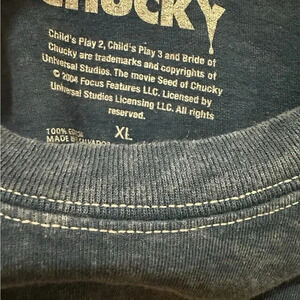 CHUCKY
Child's Play 2, Child's Play 3 and Bride of
Chucky are trademarks and copyrights of
Universal Studios. The movie Seed of Chucky
© 2004 Focus Features LLC. Licensed by
Universal Studios Licensing LLC. All rights
reserved.
100%
XL
MADE